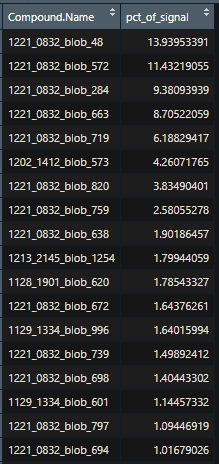 Compound.Name pct_of_signal
1221_0832_blob_48 13.93953391
1221_0832_blob_572 11.43219055
1221_0832_blob_284 9.38093939
1221_0832_blob_663 8.70522059
1221_0832_blob_719 6.18829417
1202_1412_blob_573 4.26071765
1221_0832_blob_820 3.83490401
1221_0832_blob_759 2.58055278
1221_0832_blob_638 1.90186457
1213_2145_blob_1254 1.79944059
1128_1901_blob_620 1.78543327
1221_0832_blob_672 1.64376261
1129_1334_blob_996 1.64015994
1221_0832_blob_739 1.49892412
1221_0832_blob_698 1.40443302
1129_1334_blob_601 1.14457332
1221_0832_blob_797 1.09446919
1221_0832_blob_694 1.01679026